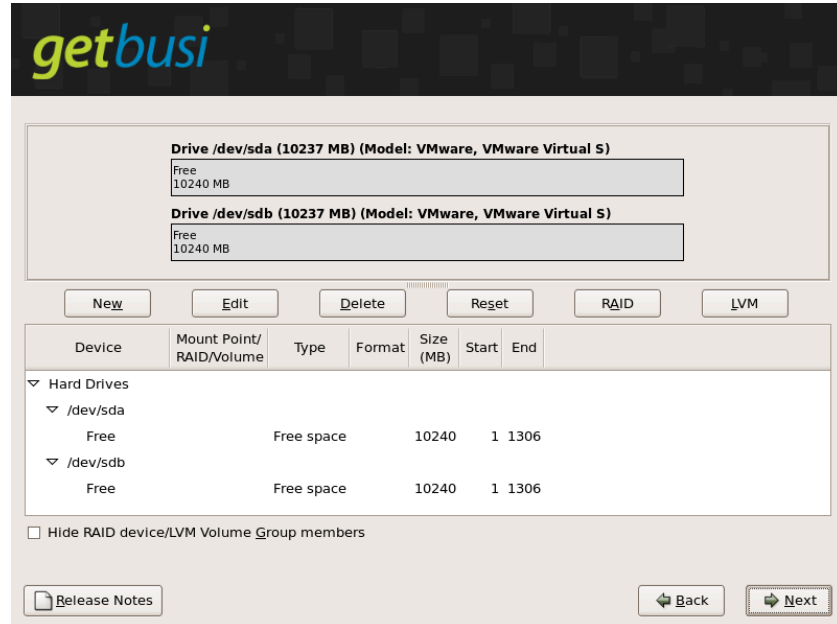 getbusi
Drive /dev/sda (10237 MB) (Model: VMware, VMware Virtual S)
Free
10240 MB
Drive /dev/sdb (10237 MB) (Model: VMware, VMware Virtual S)
Free
10240 MB
New Edit Delete Reset RAID LVM
Device Mount Point/ RAID/Volume Type Format Size (MB) Start End
Hard Drives
/dev/sda
Free Free space 10240 1 1306
/dev/sdb
Free Free space 10240 1 1306
Hide RAID device/LVM Volume Group members
Release Notes Back Next